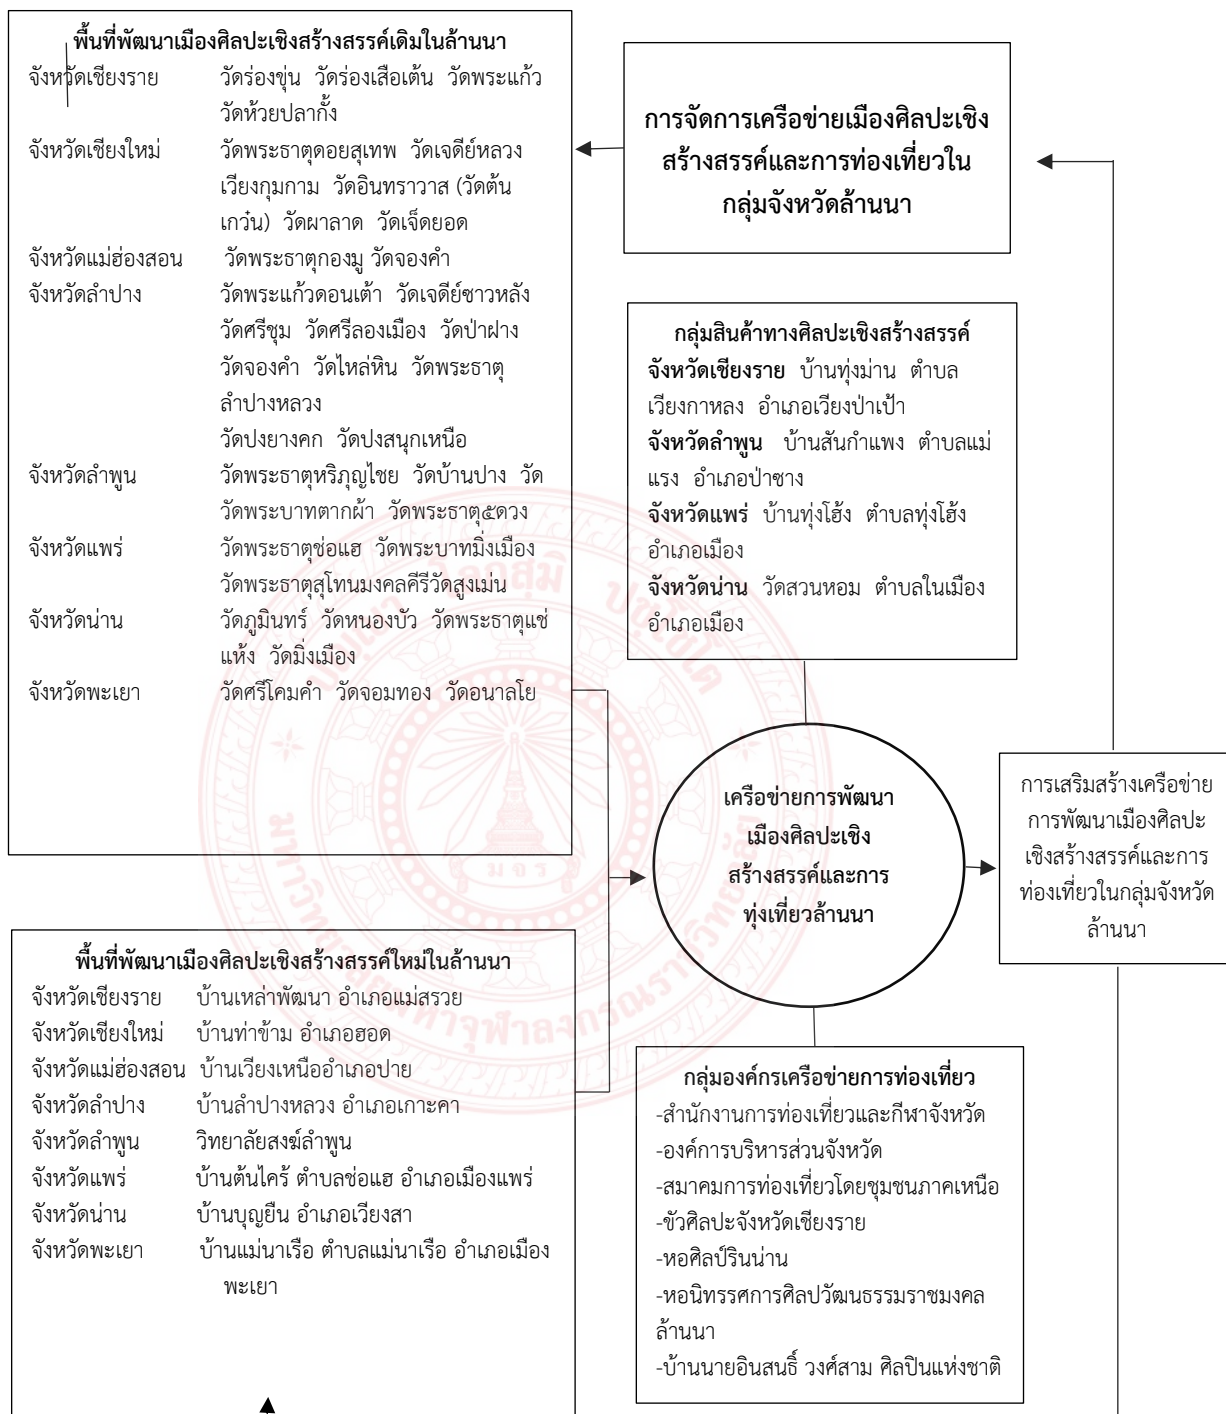 พื้นที่พัฒนาเมืองศิลปะเชิงสร้างสรรค์เดิมในล้านนา
จังหวัดเชียงราย วัดร่องขุ่น วัดร่องเสือเต้น วัดพระแก้ว
วัดห้วยปลากั้ง
จังหวัดเชียงใหม่ วัดพระธาตุดอยสุเทพ วัดเจดีย์หลวง
เวียงกุมกาม วัดอินทราวาส (วัดต้น
เกว๋น) วัดผาลาด วัดเจ็ดยอด
จังหวัดแม่ฮ่องสอน วัดพระธาตุกองมู วัดจองคำ
จังหวัดลำปาง วัดพระแก้วดอนเต้า วัดเจดีย์ซาวหลัง
วัดศรีชุม วัดศรีลองเมือง วัดป่าฝาง
วัดจองคำ วัดไหล่หิน วัดพระธาตุ
ลำปางหลวง
วัดปงยางคก วัดปงสนุกเหนือ
จังหวัดลำพูน วัดพระธาตุหริภุญไชย วัดบ้านปาง วัด
วัดพระบาทตากผ้า วัดพระธาตุ๕ดวง
จังหวัดแพร่ วัดพระธาตุช่อแฮ วัดพระบาทมิ่งเมือง
วัดพระธาตุสุโทนมงคลคีรีวัดสูงเม่น
จังหวัดน่าน วัดภูมินทร์ วัดหนองบัว วัดพระธาตุแช่
แห้ง วัดมิ่งเมือง
จังหวัดพะเยา วัดศรีโคมคำ วัดจอมทอง วัดอนาลโย
การจัดการเครือข่ายเมืองศิลปะเชิง
สร้างสรรค์และการท่องเที่ยวใน
กลุ่มจังหวัดล้านนา
กลุ่มสินค้าทางศิลปะเชิงสร้างสรรค์
จังหวัดเชียงราย บ้านทุ่งม่าน ตำบล
เวียงกาหลง อำเภอเวียงป่าเป้า
จังหวัดลำพูน บ้านสันกำแพง ตำบลแม่
แรง อำเภอป่าซาง
จังหวัดแพร่ บ้านทุ่งโฮ้ง ตำบลทุ่งโฮ้ง
อำเภอเมือง
จังหวัดน่าน วัดสวนหอม ตำบลในเมือง
อำเภอเมือง
เครือข่ายการพัฒนา
เมืองศิลปะเชิง
สร้างสรรค์และการ
ทุ่งเที่ยวล้านนา
การเสริมสร้างเครือข่าย
การพัฒนาเมืองศิลปะ
เชิงสร้างสรรค์และการ
ท่องเที่ยวในกลุ่มจังหวัด
ล้านนา
พื้นที่พัฒนาเมืองศิลปะเชิงสร้างสรรค์ใหม่ในล้านนา
จังหวัดเชียงราย บ้านเหล่าพัฒนา อำเภอแม่สรวย
จังหวัดเชียงใหม่ บ้านท่าข้าม อำเภอฮอด
จังหวัดแม่ฮ่องสอน บ้านเวียงเหนืออำเภอปาย
จังหวัดลำปาง บ้านลำปางหลวง อำเภอเกาะคา
จังหวัดลำพูน วิทยาลัยสงฆ์ลำพูน
จังหวัดแพร่ บ้านต้นไคร้ ตำบลช่อแฮ อำเภอเมืองแพร่
จังหวัดน่าน บ้านบุญยืน อำเภอเวียงสา
จังหวัดพะเยา บ้านแม่นาเรือ ตำบลแม่นาเรือ อำเภอเมือง
พะเยา
กลุ่มองค์กรเครือข่ายการท่องเที่ยว
-สำนักงานการท่องเที่ยวและกีฬาจังหวัด
-องค์การบริหารส่วนจังหวัด
-สมาคมการท่องเที่ยวโดยชุมชนภาคเหนือ
-ขัวศิลปะจังหวัดเชียงราย
-หอศิลป์รินน่าน
-หอนิทรรศการศิลปวัฒนธรรมราชมงคล
ล้านนา
-บ้านนายอินสนธิ์ วงศ์สาม ศิลปินแห่งชาติ
ปญฺญา โลกสฺมิ ปชฺโชโต
มจร
มหาวิทยาลัยมหาจุฬาลงกรณราชวิทยาลัย